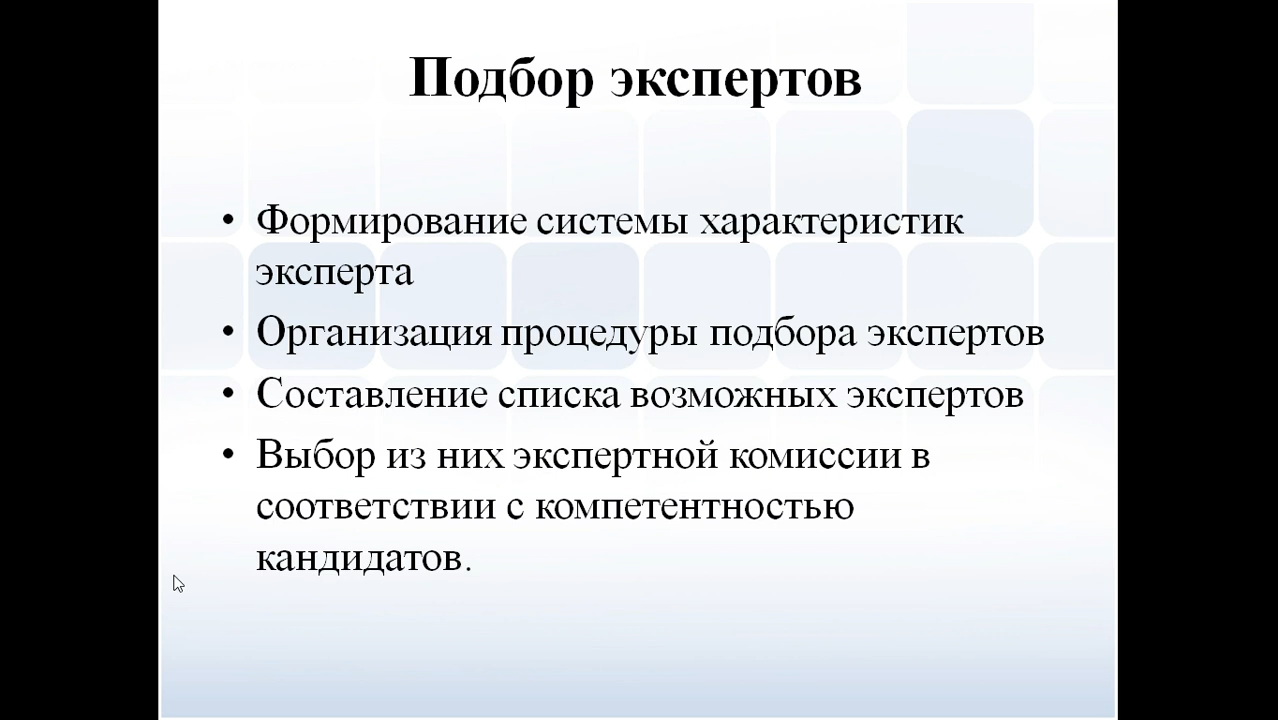 Подбор экспертов
• Формирование системы характеристик
эксперта
• Организация процедуры подбора экспертов
• Составление списка возможных экспертов
• Выбор из них экспертной комиссии в
соответствии с компетентностью
кандидатов.